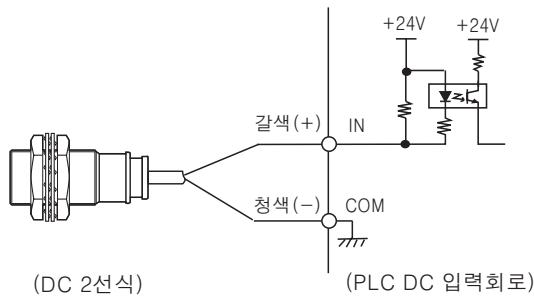 +24V +24V
갈색(+) IN
청색(-) COM
(DC 2선식) (PLC DC 입력회로)